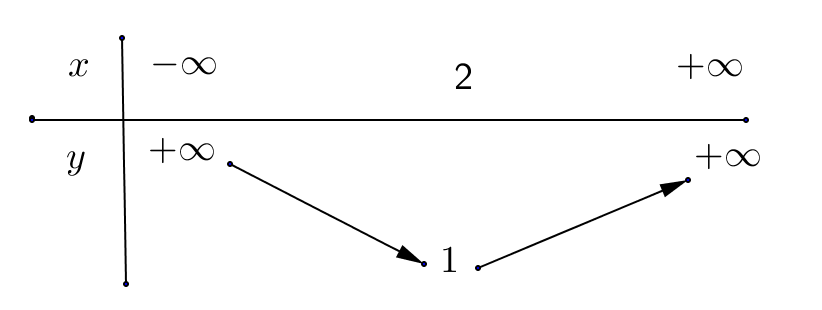 x −∞ 2 +∞
y +∞ 1 +∞